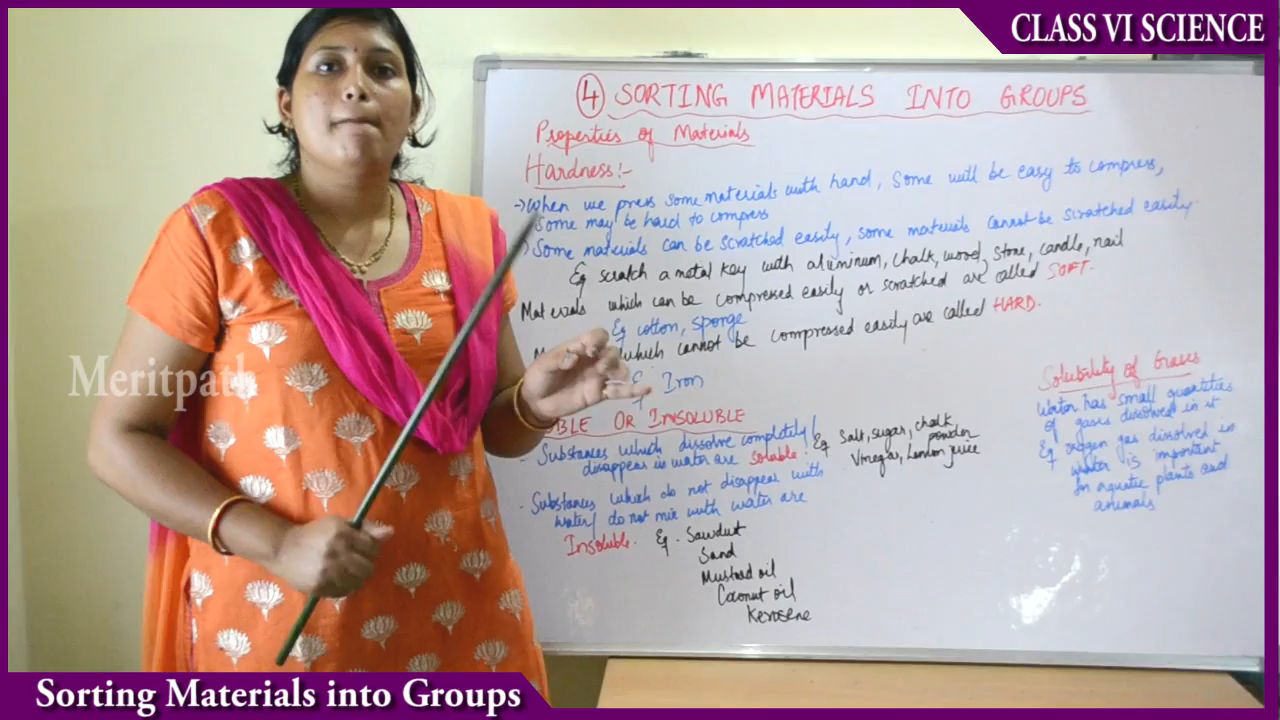 CLASS VI SCIENCE
④ SORTING MATERIALS INTO GROUPS
Properties of Materials
Hardness:-
→ When we press some materials with hand, Some will be easy to compress,
Some may be hard to compress
Some materials can be scratched easily, some materials cannot be scratched easily
Eg scratch a metal key with aluminum, chalk, wood, stone, candle, nail
Materials which can be compressed easily or scratched are called SOFT.
Eg cotton, sponge
which cannot be compressed easily are called HARD.
Eg Iron
BLE OR INSOLUBLE
- Substances which dissolve completely/
disappear in water are soluble. Eg Salt, sugar, chalk
powder
Vinegar, Lemon juice
- Substances which do not disappear with
water/ do not mix with water are
Insoluble. Eg - Sawdust
Sand
Mustard oil
Coconut oil
Kerosene
Solubility of Gases
Water has small quantities
of gases dissolved in it
Eg oxygen gas dissolved in
water is important
for aquatic plants and
animals
Meritpath
Sorting Materials into Groups